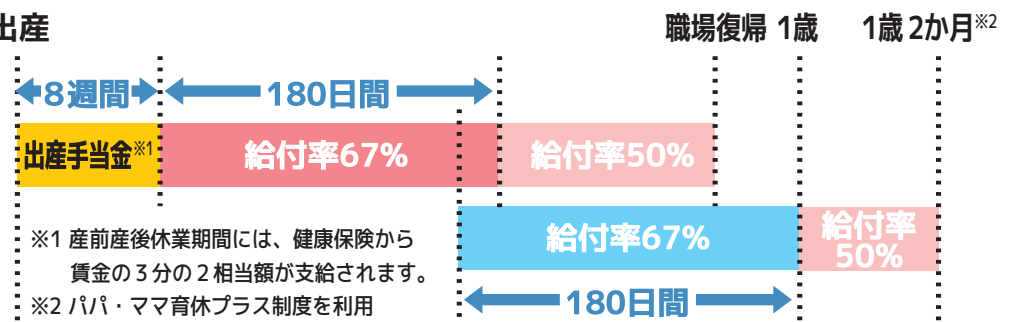 出産
職場復帰 1歳 1歳2か月※2
8週間 180日間
出産手当金※1 給付率67% 給付率50%
給付率67% 給付率
50%
180日間
※1 産前産後休業期間には、健康保険から
賃金の3分の2相当額が支給されます。
※2 パパ・ママ育休プラス制度を利用